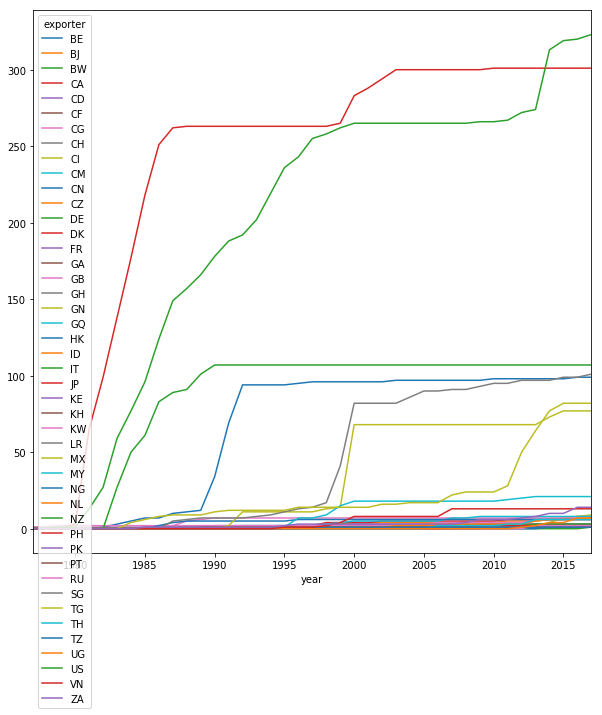 exporter
BE
BJ
BW
CA
CD
CF
CG
CH
CI
CM
CN
CZ
DE
DK
FR
GA
GB
GH
GN
GQ
HK
ID
IT
JP
KE
KH
KW
LR
MX
MY
NG
NL
NZ
PH
PK
PT
RU
SG
TG
TH
TZ
UG
US
VN
ZA
300
250
200
150
100
50
0
1980 1985 1990 1995 2000 2005 2010 2015
year